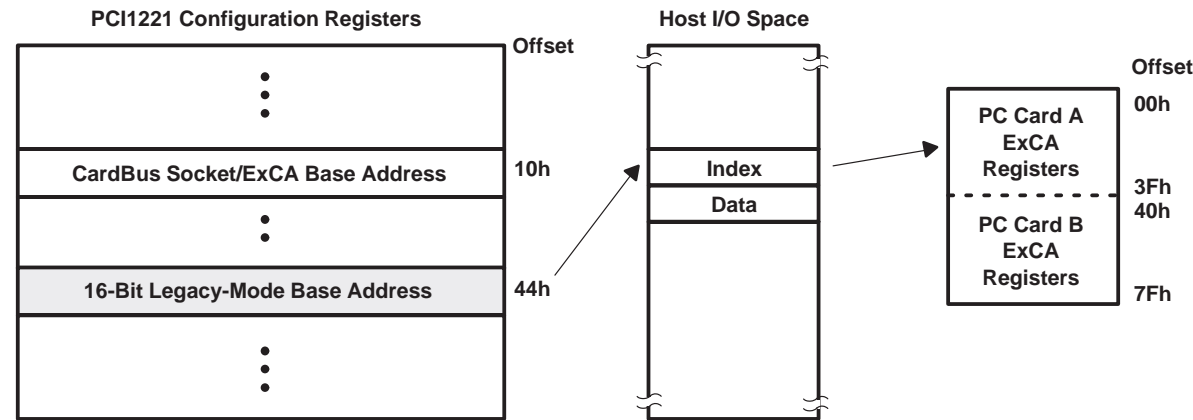 PCI1221 Configuration Registers
Offset
CardBus Socket/ExCA Base Address
10h
16-Bit Legacy-Mode Base Address
44h
Host I/O Space
Index
Data
Offset
PC Card A
ExCA
Registers
00h
3Fh
40h
PC Card B
ExCA
Registers
7Fh